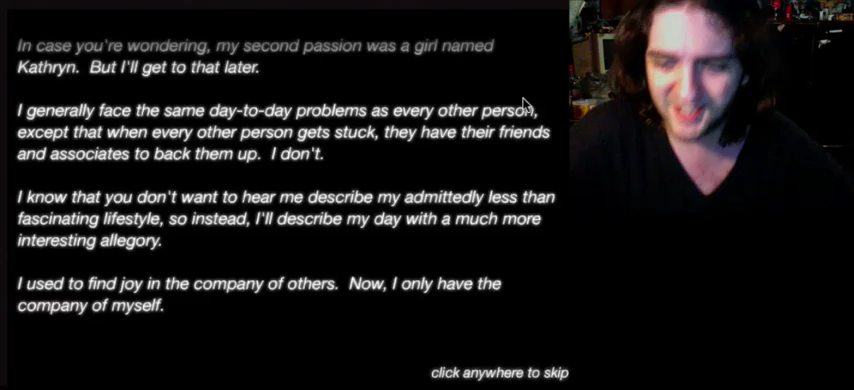 In case you're wondering, my second passion was a girl named
Kathryn.  But I'll get to that later.
I generally face the same day-to-day problems as every other person,
except that when every other person gets stuck, they have their friends
and associates to back them up.  I don't.
I know that you don't want to hear me describe my admittedly less than
fascinating lifestyle, so instead, I'll describe my day with a much more
interesting allegory.
I used to find joy in the company of others.  Now, I only have the
company of myself.
click anywhere to skip